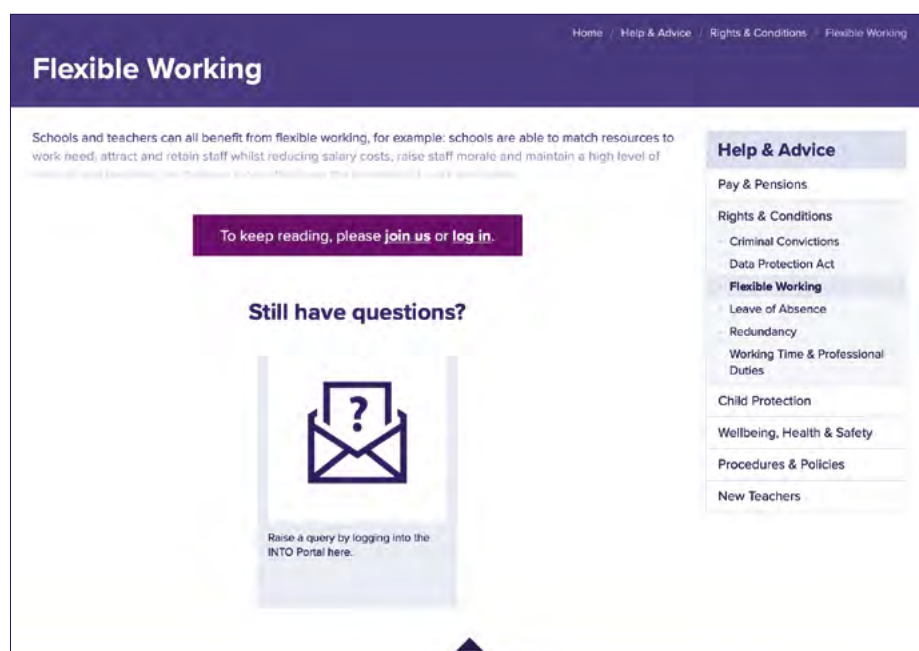 Home / Help & Advice / Rights & Conditions / Flexible Working
Flexible Working
Schools and teachers can all benefit from flexible working, for example: schools are able to match resources to
work need, attract and retain staff whilst reducing salary costs, raise staff morale and maintain a high level of
To keep reading, please join us or log in.
Still have questions?
?
Raise a query by logging into the
INTO Portal here.
Help & Advice
Pay & Pensions
Rights & Conditions
Criminal Convictions
Data Protection Act
Flexible Working
Leave of Absence
Redundancy
Working Time & Professional
Duties
Child Protection
Wellbeing, Health & Safety
Procedures & Policies
New Teachers